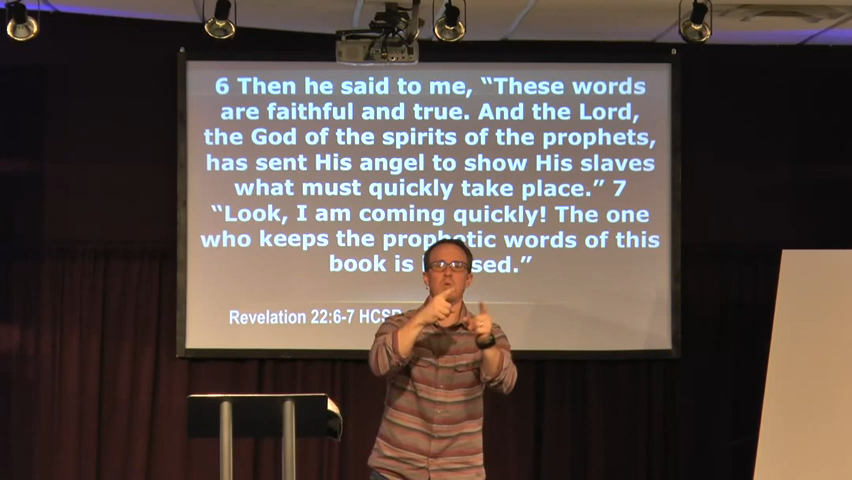 6 Then he said to me, “These words
are faithful and true. And the Lord,
the God of the spirits of the prophets,
has sent His angel to show His slaves
what must quickly take place.” 7
“Look, I am coming quickly! The one
who keeps the prophetic words of this
book is
Revelation 22:6-7 HCSB